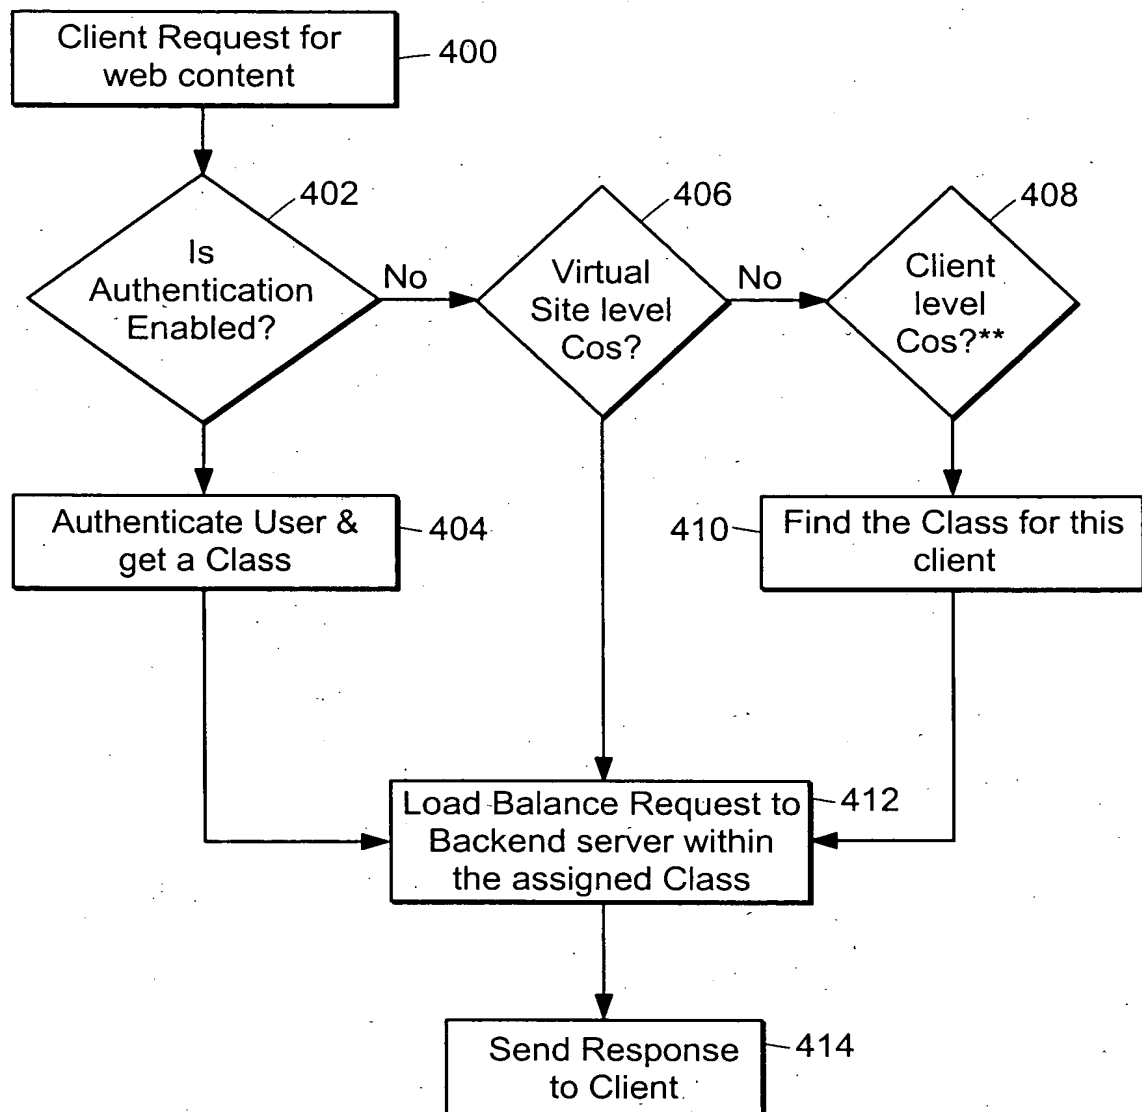 Client Request for
web content
400
402
Is
Authentication
Enabled?
No
406
Virtual
Site level
Cos?
No
408
Client
level
Cos?**
Authenticate User &
get a Class
404
410
Find the Class for this
client
Load Balance Request to
Backend server within
the assigned Class
412
Send Response
to Client
414